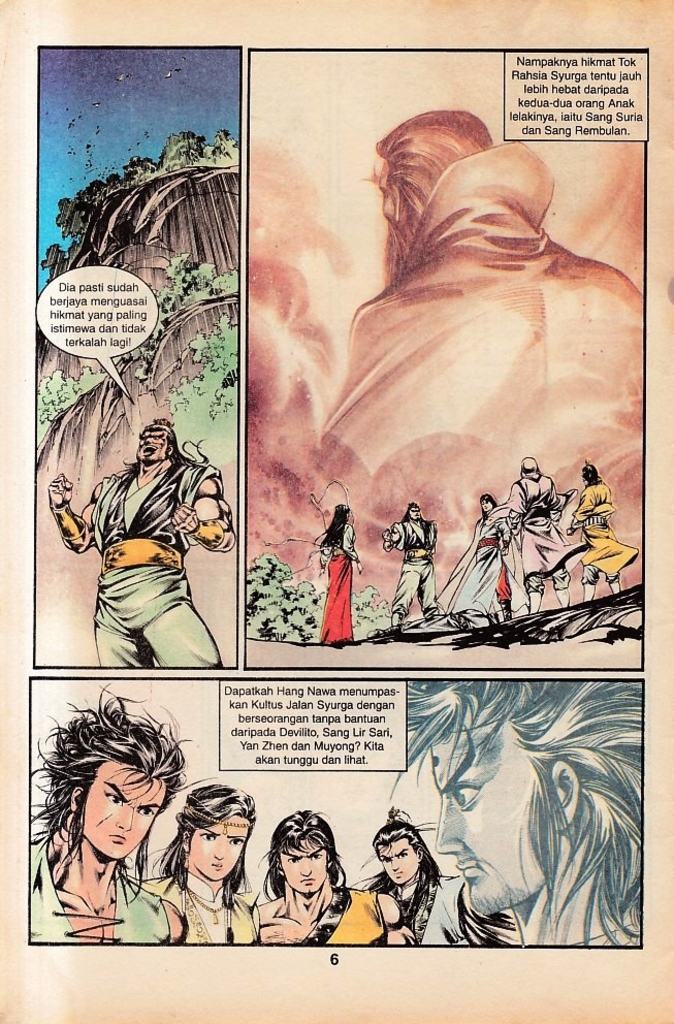 Dia pasti sudah
berjaya menguasai
hikmat yang paling
istimewa dan tidak
terkalah lagi!
Nampaknya hikmat Tok
Rahsia Syurga tentu jauh
lebih hebat daripada
kedua-dua orang Anak
lelakinya, iaitu Sang Suria
dan Sang Rembulan.
Dapatkah Hang Nawa menumpas-
kan Kultus Jalan Syurga dengan
berseorangan tanpa bantuan
daripada Devilito, Sang Lir Sari,
Yan Zhen dan Muyong? Kita
akan tunggu dan lihat.
6